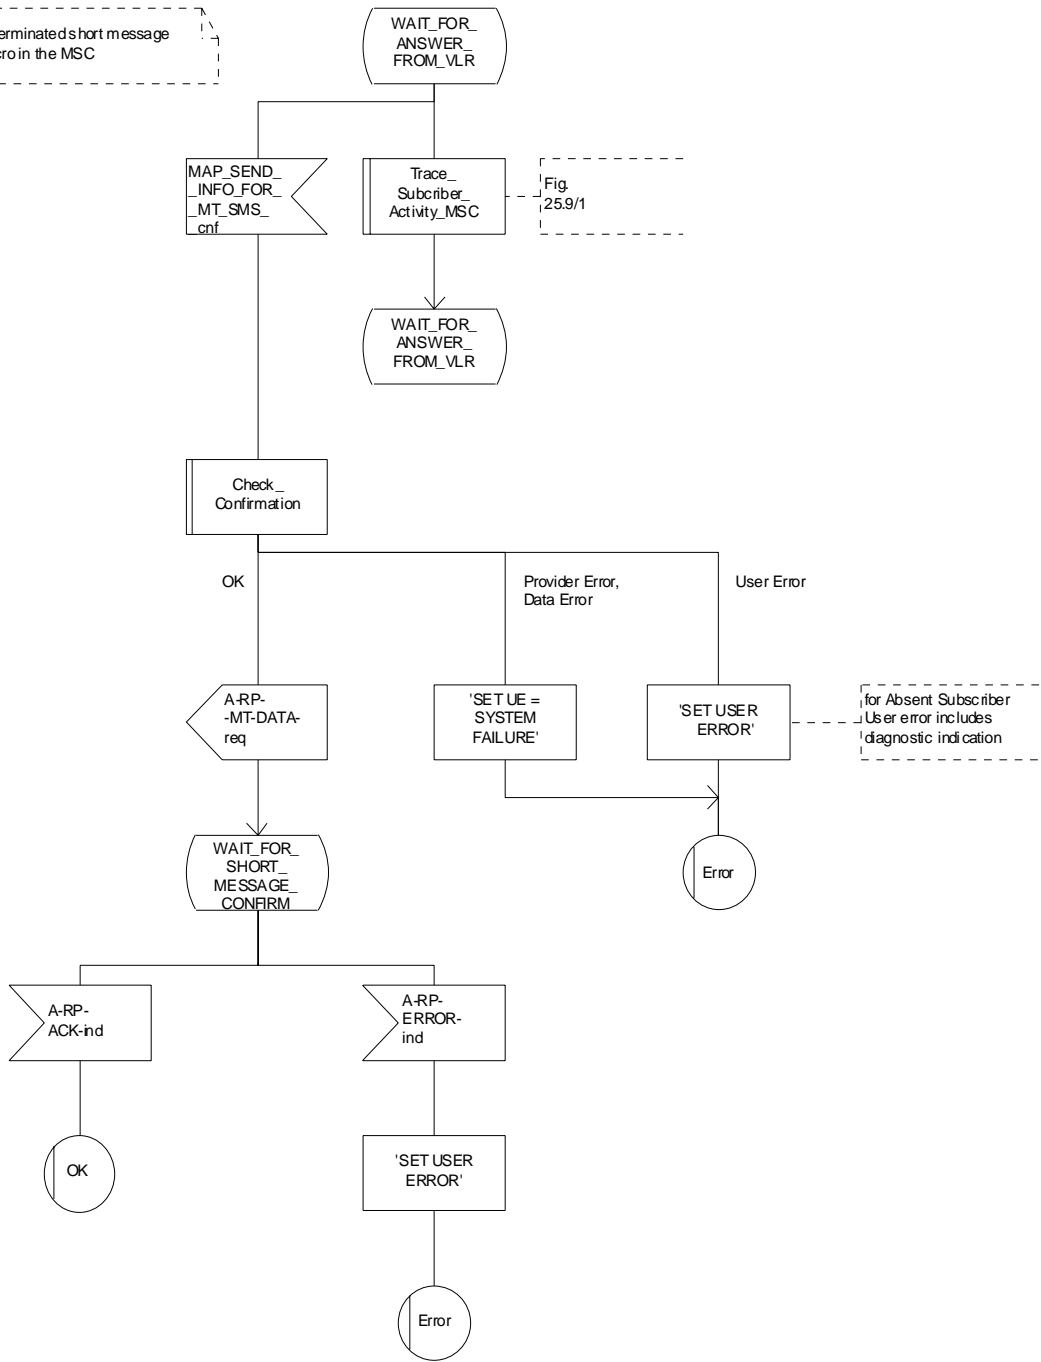 erminated short message
cro in the MSC
WAIT_FOR_
ANSWER_
FROM_VLR
MAP_SEND_
_INFO_FOR_
_MT_SMS_
_cnf
Trace_
Subcriber_
Activity_MSC
Fig.
25.9/1
WAIT_FOR_
ANSWER_
FROM_VLR
Check_
Confirmation
OK
Provider Error,
Data Error
User Error
A-RP-
-MT-DATA-
req
'SET UE =
SYSTEM
FAILURE'
'SET USER
ERROR'
for Absent Subscriber
User error includes
diagnostic indication
WAIT_FOR_
SHORT_
MESSAGE_
CONFIRM
Error
A-RP-
ACK-ind
A-RP-
ERROR-
ind
OK
'SET USER
ERROR'
Error